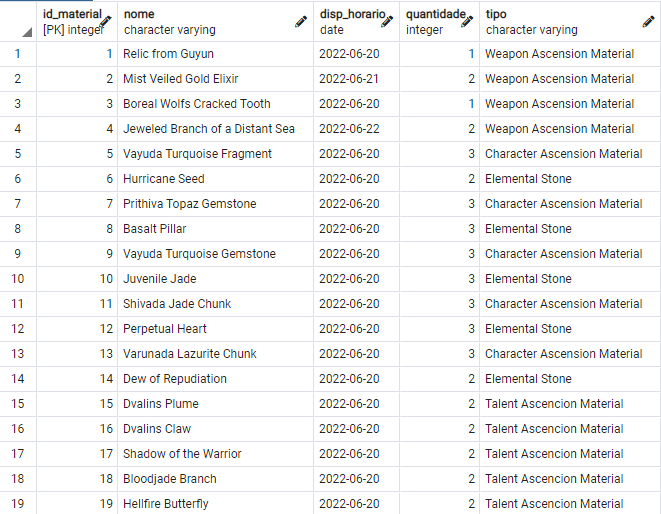 id_material nome disp_horario quantidade tipo
[PK] integer character varying date integer character varying
1 1 Relic from Guyun 2022-06-20 1 Weapon Ascension Material
2 2 Mist Veiled Gold Elixir 2022-06-21 2 Weapon Ascension Material
3 3 Boreal Wolfs Cracked Tooth 2022-06-20 1 Weapon Ascension Material
4 4 Jeweled Branch of a Distant Sea 2022-06-22 2 Weapon Ascension Material
5 5 Vayuda Turquoise Fragment 2022-06-20 3 Character Ascension Material
6 6 Hurricane Seed 2022-06-20 2 Elemental Stone
7 7 Prithiva Topaz Gemstone 2022-06-20 3 Character Ascension Material
8 8 Basalt Pillar 2022-06-20 3 Elemental Stone
9 9 Vayuda Turquoise Gemstone 2022-06-20 3 Character Ascension Material
10 10 Juvenile Jade 2022-06-20 3 Elemental Stone
11 11 Shivada Jade Chunk 2022-06-20 3 Character Ascension Material
12 12 Perpetual Heart 2022-06-20 3 Elemental Stone
13 13 Varunada Lazurite Chunk 2022-06-20 3 Character Ascension Material
14 14 Dew of Repudiation 2022-06-20 2 Elemental Stone
15 15 Dvalins Plume 2022-06-20 2 Talent Ascencion Material
16 16 Dvalins Claw 2022-06-20 2 Talent Ascencion Material
17 17 Shadow of the Warrior 2022-06-20 2 Talent Ascencion Material
18 18 Bloodjade Branch 2022-06-20 2 Talent Ascencion Material
19 19 Hellfire Butterfly 2022-06-20 2 Talent Ascencion Material